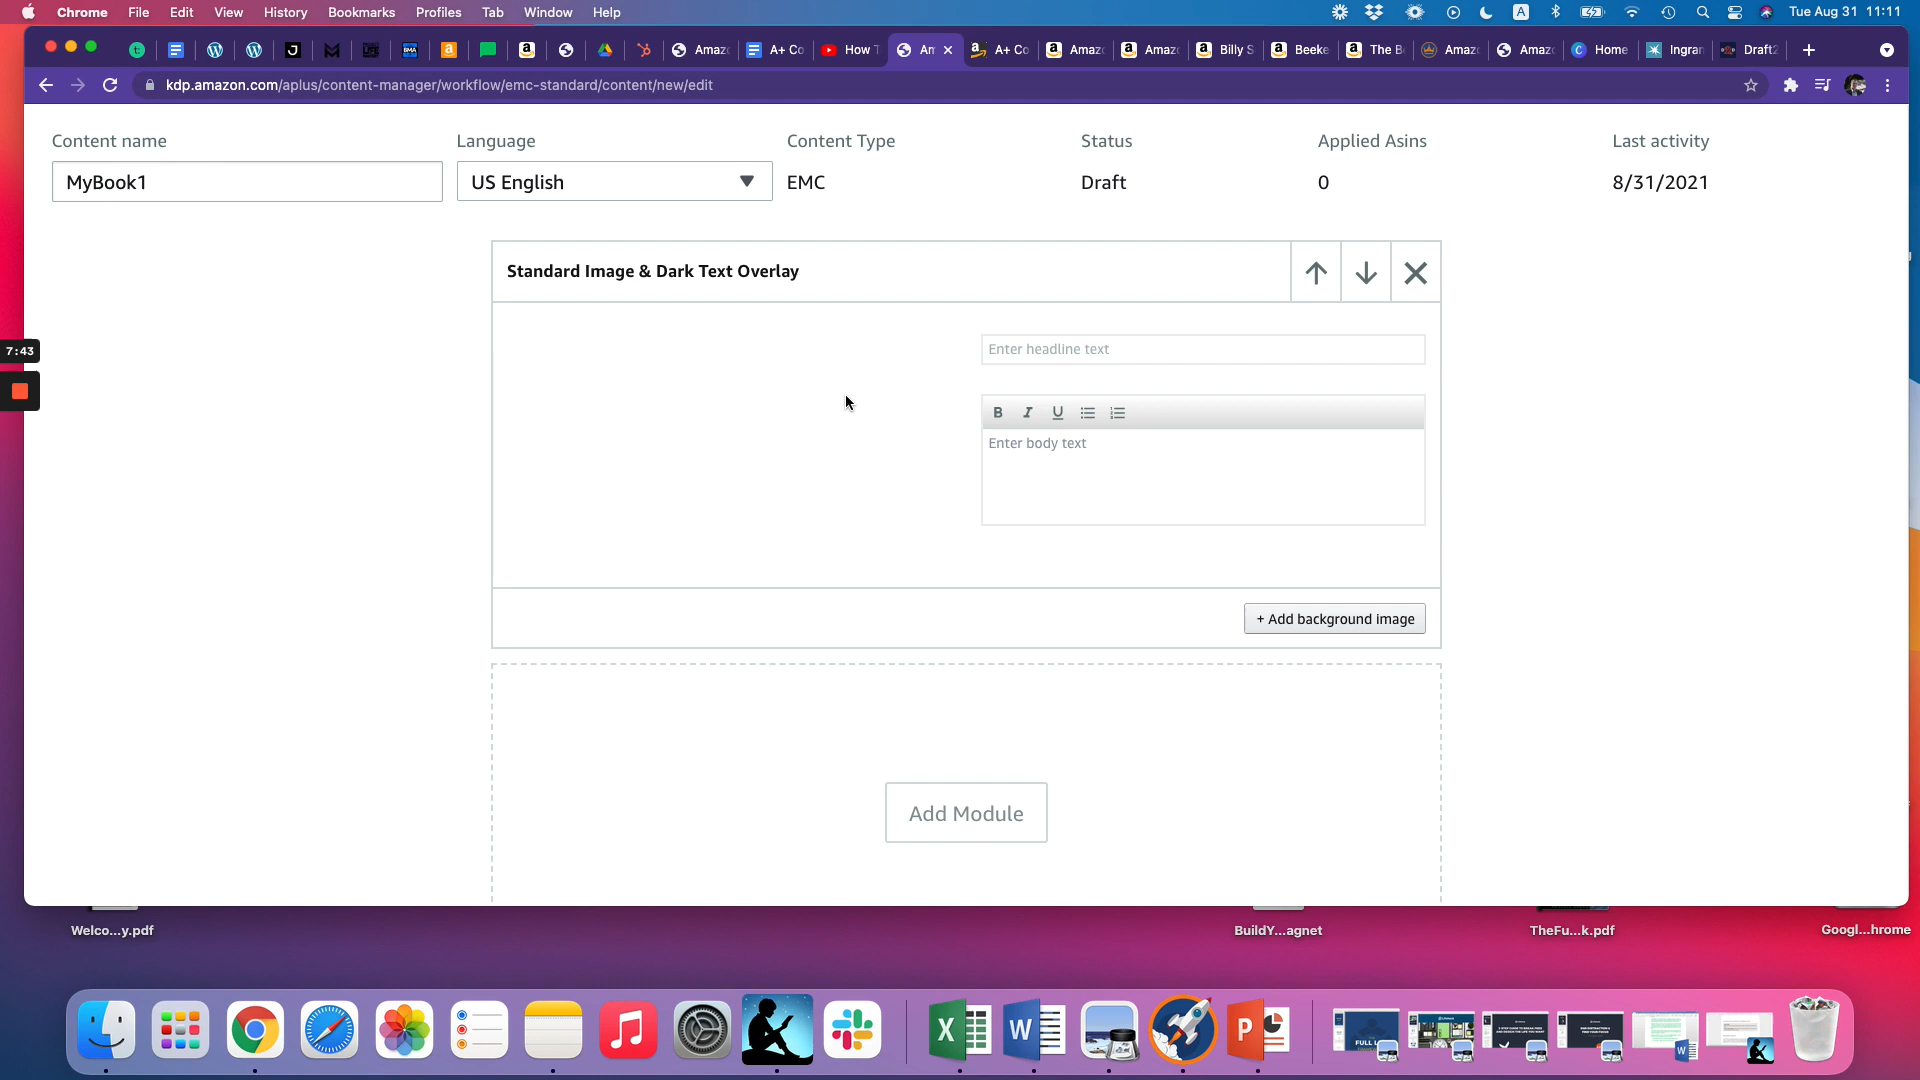 Chrome File Edit View History Bookmarks Profiles Tab Window Help A Tue Aug 31 11:11
Amaz A+ Co How T Am A+ Co Amaz Amaz Billy S Beeke The B Amaz Amaz Home Ingran Draft2
kdp.amazon.com/aplus/content-manager/workflow/emc-standard/content/new/edit
Content name Language Content Type Status Applied Asins Last activity
MyBook1 US English EMC Draft 0 8/31/2021
Standard Image & Dark Text Overlay
7:43
Enter headline text
B I U
Enter body text
+ Add background image
Add Module
Welco...y.pdf BuildY...agnet TheFu...k.pdf Googl...hrome